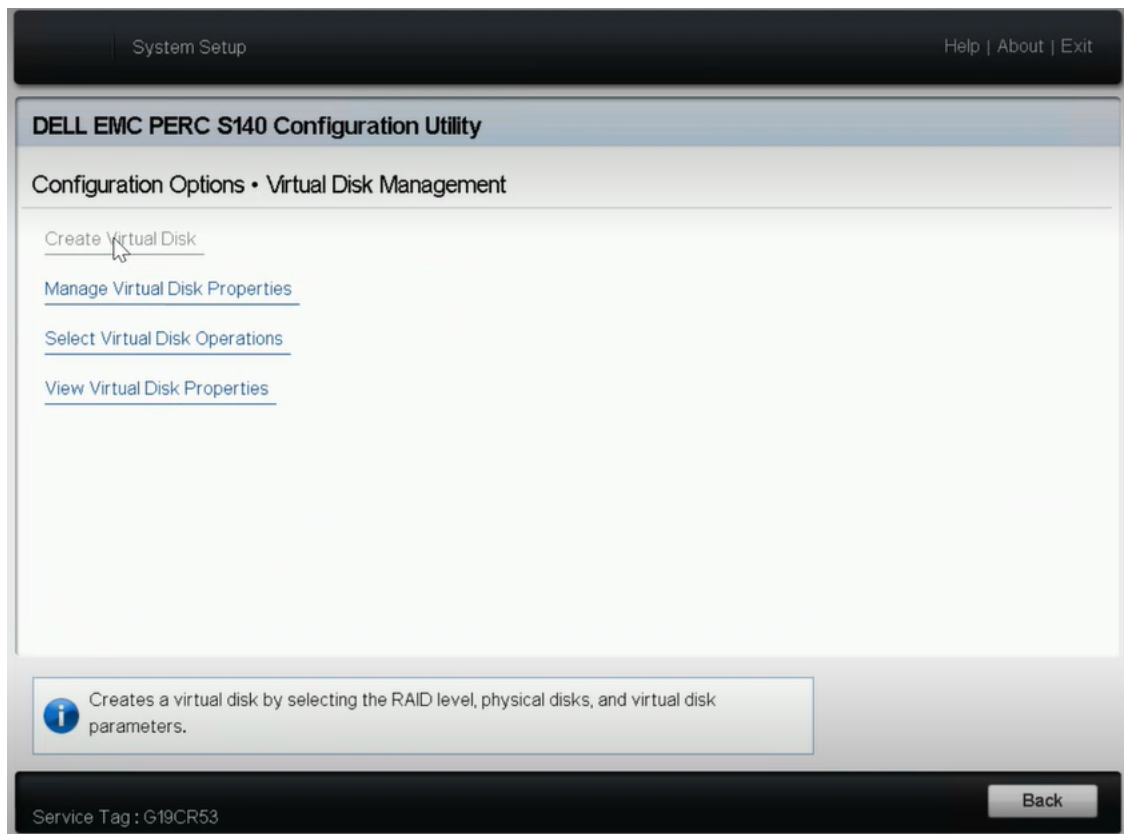 System Setup
Help | About | Exit
DELL EMC PERC S140 Configuration Utility
Configuration Options • Virtual Disk Management
Create Virtual Disk
Manage Virtual Disk Properties
Select Virtual Disk Operations
View Virtual Disk Properties
Creates a virtual disk by selecting the RAID level, physical disks, and virtual disk
parameters.
Service Tag : G19CR53
Back